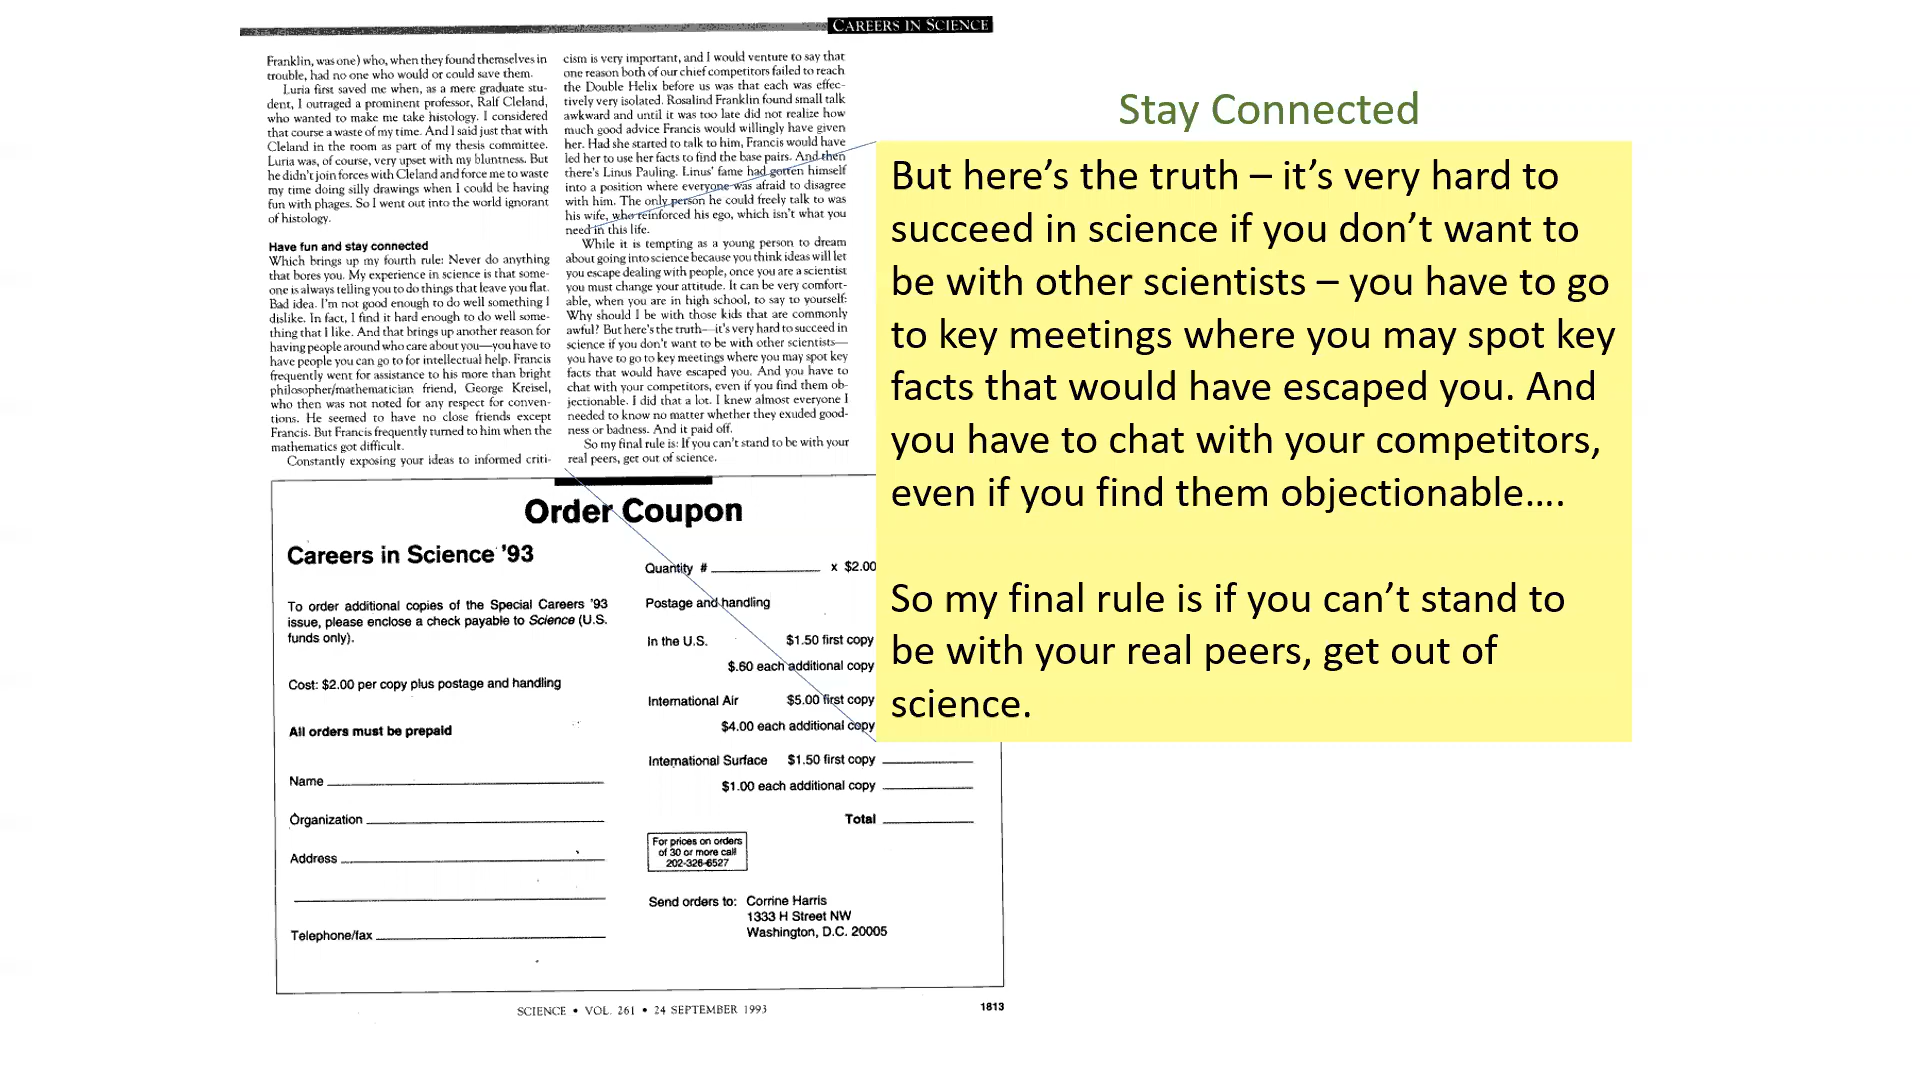 CAREERS IN SCIENCE
Franklin, was one) who, when they found themselves in
trouble, had no one who would or could save them.
Luria first saved me when, as a mere graduate stu-
dent, I outraged a prominent professor, Ralf Cleland,
who wanted to make me take histology. I considered
that course a waste of my time. And I said just that with
Cleland in the room as part of my thesis committee.
Luria was, of course, very upset with my bluntness. But
he didn't join forces with Cleland and force me to waste
my time doing silly drawings when I could be having
fun with phages. So I went out into the world ignorant
of histology.
Have fun and stay connected
Which brings up my fourth rule: Never do anything
that bores you. My experience in science is that some-
one is always telling you to do things that leave you flat.
Bad idea. I'm not good enough to do well something I
dislike. In fact, I find it hard enough to do well some-
thing that I like. And that brings up another reason for
having people around who care about you—you have to
have people you can go to for intellectual help. Francis
frequently went for assistance to his more than bright
philosopher/mathematician friend, George Kreisel,
who then was not noted for any respect for conven-
tions. He seemed to have no close friends except
Francis. But Francis frequently turned to him when the
mathematics got difficult.
Constantly exposing your ideas to informed criti-
cism is very important, and I would venture to say that
one reason both of our chief competitors failed to reach
the Double Helix before us was that each was effec-
tively very isolated. Rosalind Franklin found small talk
awkward and until it was too late did not realize how
much good advice Francis would willingly have given
her. Had she started to talk to him, Francis would have
led her to use her facts to find the base pairs. And then
there's Linus Pauling. Linus' fame had gotten himself
into a position where everyone was afraid to disagree
with him. The only person he could freely talk to was
his wife, who reinforced his ego, which isn't what you
need in this life.
While it is tempting as a young person to dream
about going into science because you think ideas will let
you escape dealing with people, once you are a scientist
you must change your attitude. It can be very comfort-
able, when you are in high school, to say to yourself:
Why should I be with those kids that are commonly
awful? But here's the truth—it's very hard to succeed in
science if you don't want to be with other scientists—
you have to go to key meetings where you may spot key
facts that would have escaped you. And you have to
chat with your competitors, even if you find them ob-
jectionable. I did that a lot. I knew almost everyone I
needed to know no matter whether they exuded good-
ness or badness. And it paid off.
So my final rule is: If you can't stand to be with your
real peers, get out of science.
Stay Connected
But here's the truth – it's very hard to
succeed in science if you don't want to
be with other scientists – you have to go
to key meetings where you may spot key
facts that would have escaped you. And
you have to chat with your competitors,
even if you find them objectionable….
So my final rule is if you can't stand to
be with your real peers, get out of
science.
Order Coupon
Careers in Science '93
To order additional copies of the Special Careers '93
issue, please enclose a check payable to Science (U.S.
funds only).
Cost: $2.00 per copy plus postage and handling
All orders must be prepaid
Name
Organization
Address
Telephone/fax
Quantity # x $2.00
Postage and handling
In the U.S. $1.50 first copy
$.60 each additional copy
International Air $5.00 first copy
$4.00 each additional copy
International Surface $1.50 first copy
$1.00 each additional copy
Total
For prices on orders
of 30 or more call
202-326-6527
Send orders to: Corrine Harris
1333 H Street NW
Washington, D.C. 20005
SCIENCE • VOL. 261 • 24 SEPTEMBER 1993
1813